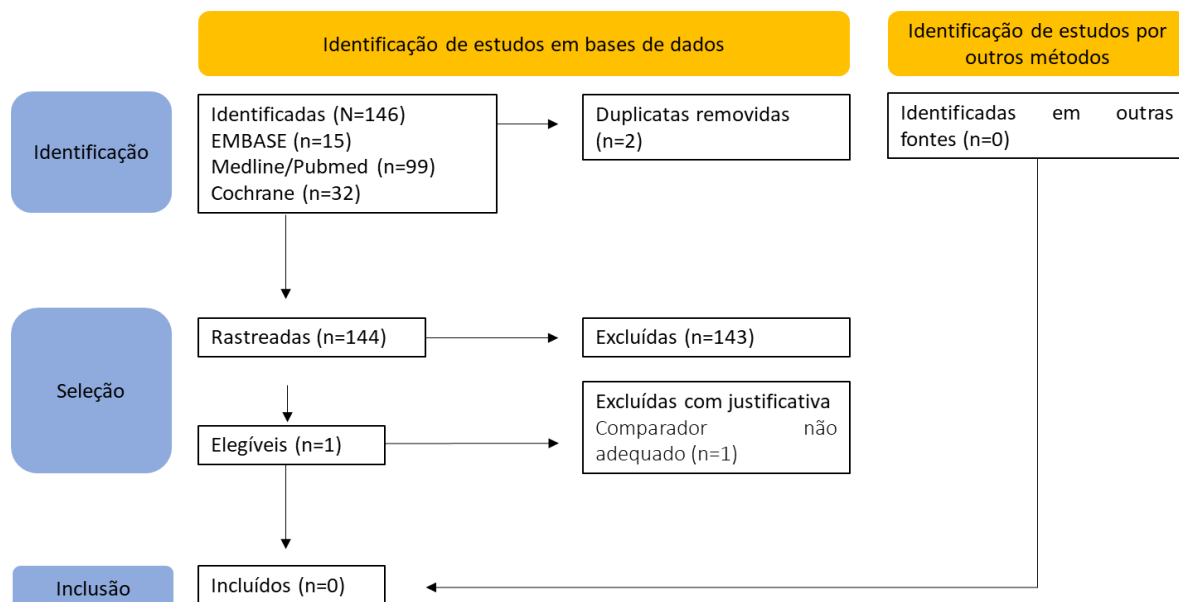 Identificação de estudos em bases de dados
Identificação de estudos por
outros métodos
Identificação
Identificadas (N=146)
EMBASE (n=15)
Medline/Pubmed (n=99)
Cochrane (n=32)
Duplicatas removidas
(n=2)
Identificadas em outras
fontes (n=0)
Seleção
Rastreadas (n=144)
Excluídas (n=143)
Elegíveis (n=1)
Excluídas com justificativa
Comparador não
adequado (n=1)
Inclusão
Incluídos (n=0)